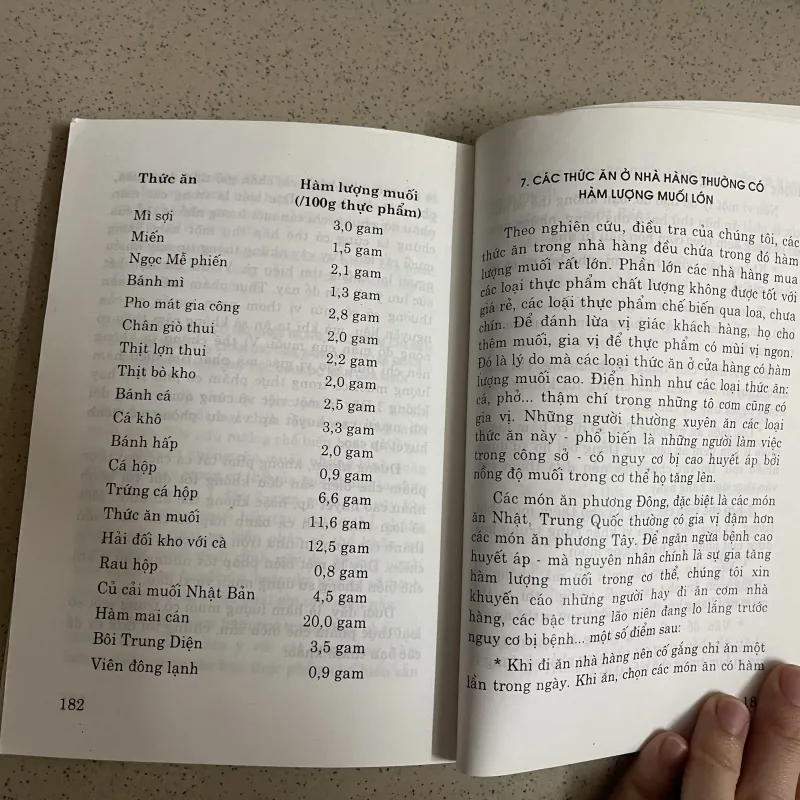 Thức ăn Hàm lượng muối
(/100g thực phẩm)
Mì sợi 3,0 gam
Miến 1,5 gam
Ngọc Mễ phiến 2,1 gam
Bánh mì 1,3 gam
Pho mát gia công 2,8 gam
Chân giò thui 2,0 gam
Thịt lợn thui 2,2 gam
Thịt bò kho 2,0 gam
Bánh cá 2,5 gam
Cá khô 3,3 gam
Bánh hấp 2,0 gam
Cá hộp 0,9 gam
Trứng cá hộp 6,6 gam
Thức ăn muối 11,6 gam
Hải đối kho với cà 12,5 gam
Rau hộp 0,8 gam
Củ cải muối Nhật Bản 4,5 gam
Hàm mai cán 20,0 gam
Bôi Trung Diện 3,5 gam
Viên đông lạnh 0,9 gam
182
7. CÁC THỨC ĂN Ở NHÀ HÀNG THƯỜNG CÓ
HÀM LƯỢNG MUỐI LỚN
Theo nghiên cứu, điều tra của chúng tôi, các
thức ăn trong nhà hàng đều chứa trong đó hàm
lượng muối rất lớn. Phần lớn các nhà hàng mua
các loại thực phẩm chất lượng không được tốt với
giá rẻ, các loại thực phẩm chế biến qua loa, chưa
chín. Để đánh lừa vị giác khách hàng, họ cho
thêm muối, gia vị để thực phẩm có mùi vị ngon.
Đó là lý do mà các loại thức ăn ở cửa hàng có hàm
lượng muối cao. Điển hình như các loại thức ăn:
cá, phở... thậm chí trong những tô cơm cũng có
gia vị. Những người thường xuyên ăn các loại
thức ăn này - phổ biến là những người làm việc
trong công sở - có nguy cơ bị cao huyết áp bởi
nồng độ muối trong cơ thể họ tăng lên.
Các món ăn phương Đông, đặc biệt là các món
ăn Nhật, Trung Quốc thường có gia vị đậm hơn
các món ăn phương Tây. Để ngăn ngừa bệnh cao
huyết áp - mà nguyên nhân chính là sự gia tăng
hàm lượng muối trong cơ thể, chúng tôi xin
khuyến cáo những người hay đi ăn cơm nhà
hàng, các bậc trung lão niên đang lo lắng trước
nguy cơ bị bệnh... một số điểm sau:
* Khi đi ăn nhà hàng nên cố gắng chỉ ăn một
lần trong ngày. Khi ăn, chọn các món ăn có hàm